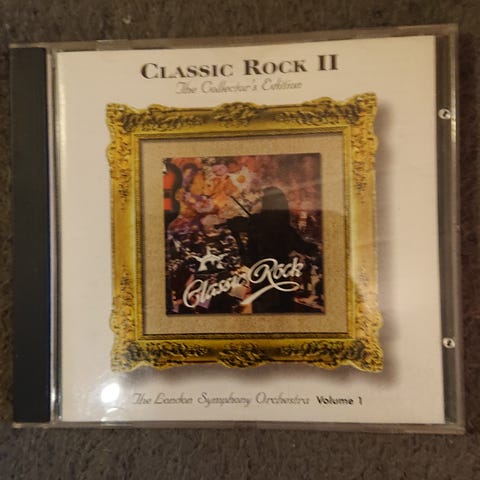 CLASSIC ROCK II
The Collector's Edition
Classic Rock
The London Symphony Orchestra Volume 1